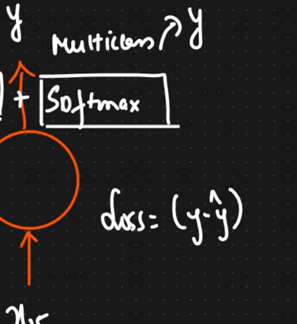 y
Multiclass y
] + Softmax
loss = (y-ŷ)